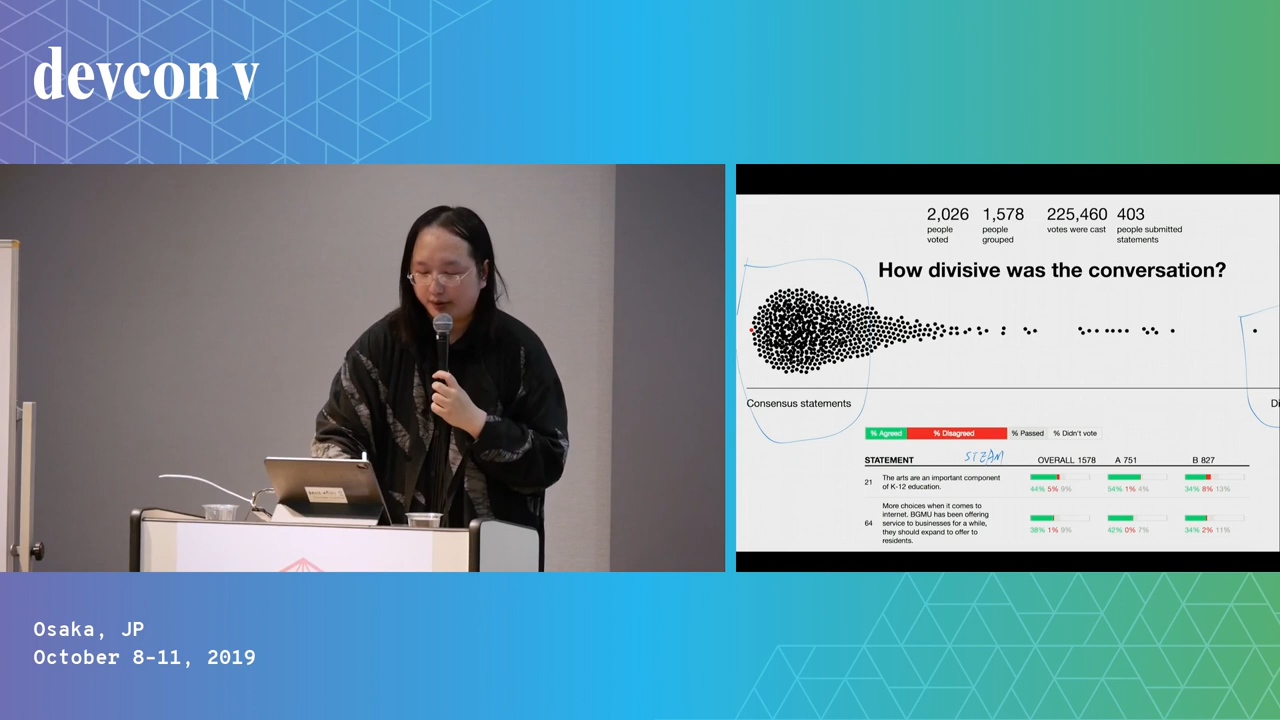 devcon v
2,026 1,578 225,460 403
people voted
people grouped
votes were cast
people submitted statements
How divisive was the conversation?
Consensus statements
Di
% Agreed % Disagreed % Passed % Didn't vote
STATEMENT STEAM OVERALL 1578 A 751 B 827
21 The arts are an important component
of K-12 education.
44% 5% 9% 54% 1% 4% 34% 8% 13%
64 More choices when it comes to
internet. BGMU has been offering
service to businesses for a while,
they should expand to offer to
residents.
38% 1% 9% 42% 0% 7% 34% 2% 11%
Osaka, JP
October 8-11, 2019